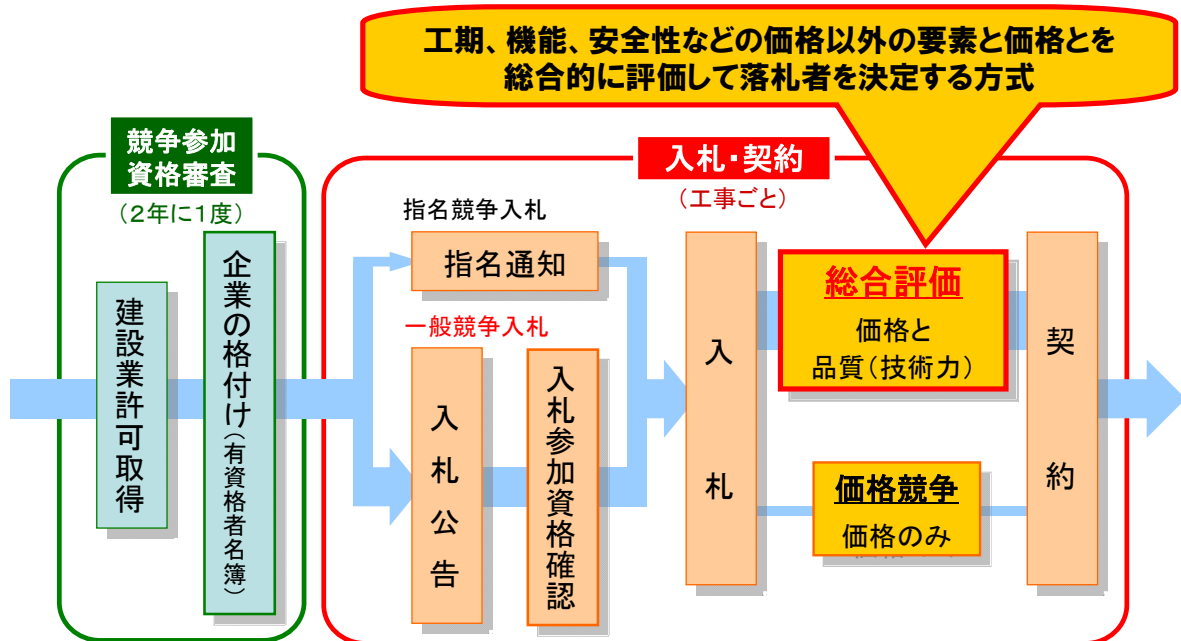 工期、機能、安全性などの価格以外の要素と価格とを
総合的に評価して落札者を決定する方式
競争参加
資格審査
(2年に1度)
建設業許可取得
企業の格付け(有資格者名簿)
入札・契約
(工事ごと)
指名競争入札
指名通知
一般競争入札
入札公告
入札参加資格確認
入札
総合評価
価格と
品質(技術力)
価格競争
価格のみ
契約